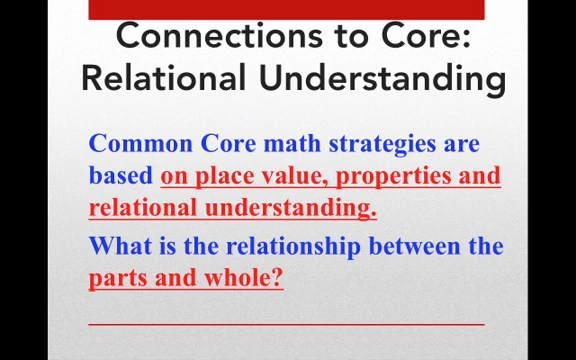 Connections to Core:
Relational Understanding
Common Core math strategies are
based on place value, properties and
relational understanding.
What is the relationship between the
parts and whole?